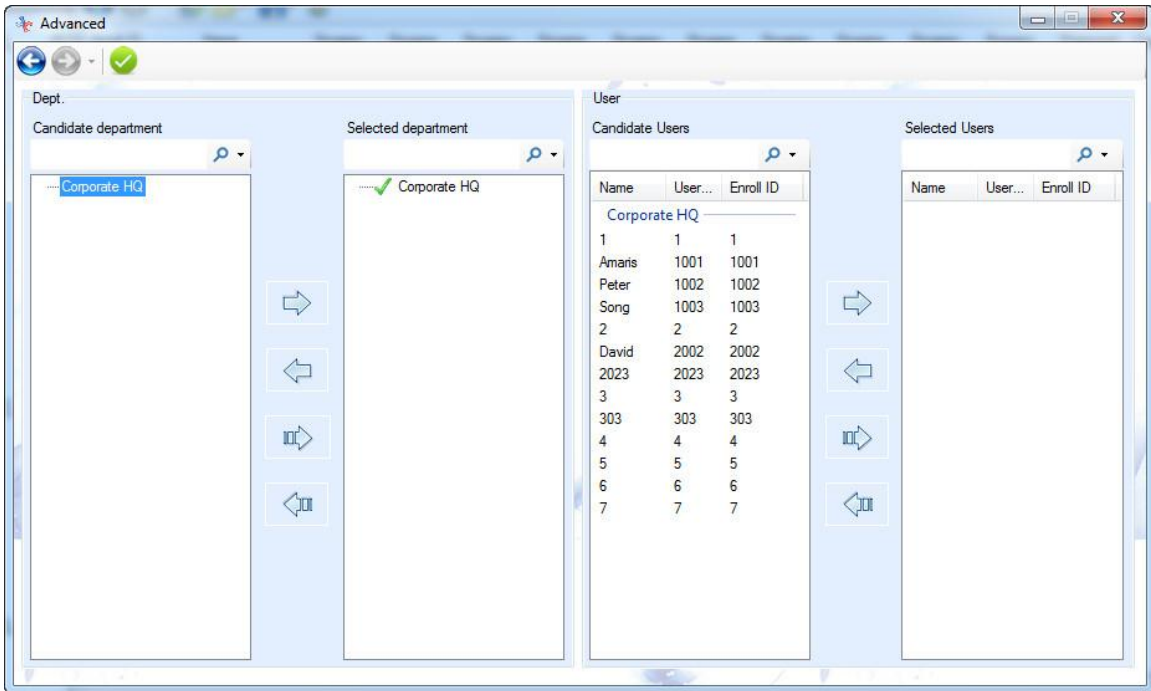 Advanced
Dept.
User
Candidate department
Selected department
Candidate Users
Selected Users
Corporate HQ
Corporate HQ
Name User... Enroll ID
Name User... Enroll ID
Corporate HQ
1 1 1
Amaris 1001 1001
Peter 1002 1002
Song 1003 1003
2 2 2
David 2002 2002
2023 2023 2023
3 3 3
303 303 303
4 4 4
5 5 5
6 6 6
7 7 7